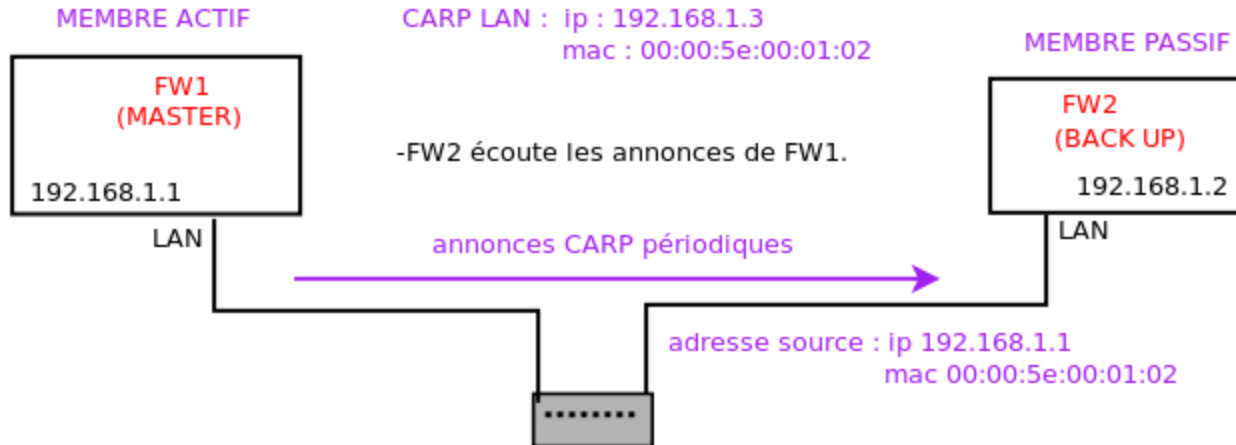 MEMBRE ACTIF
CARP LAN : ip : 192.168.1.3
mac : 00:00:5e:00:01:02
MEMBRE PASSIF
FW1
(MASTER)
192.168.1.1
LAN
-FW2 écoute les annonces de FW1.
FW2
(BACK UP)
192.168.1.2
LAN
annonces CARP périodiques
adresse source : ip 192.168.1.1
mac 00:00:5e:00:01:02